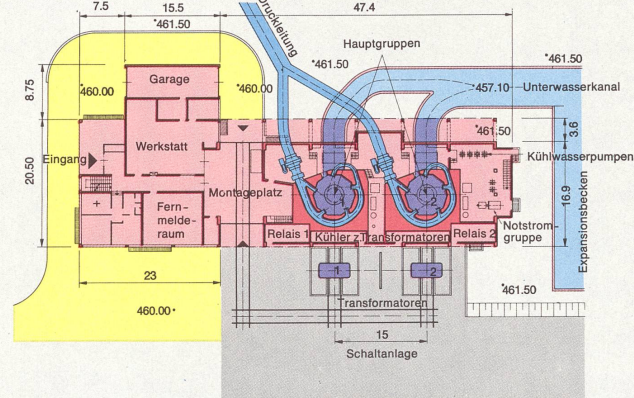 7.5
15.5
47.4
*461.50
Druckleitung
Hauptgruppen
*461.50
*461.50
Garage
8.75
*460.00
*460.00
457.10
Unterwasserkanal
*461.50
3.6
Werkstatt
Eingang
Kühlwasserpumpen
20.50
Montageplatz
1
2
16.9
Expansionsbecken
Fern-
melde-
raum
Relais 1
Kühler z.Transformatoren
Relais 2
Notstrom-
gruppe
23
1
2
*461.50
460.00*
Transformatoren
15
Schaltanlage